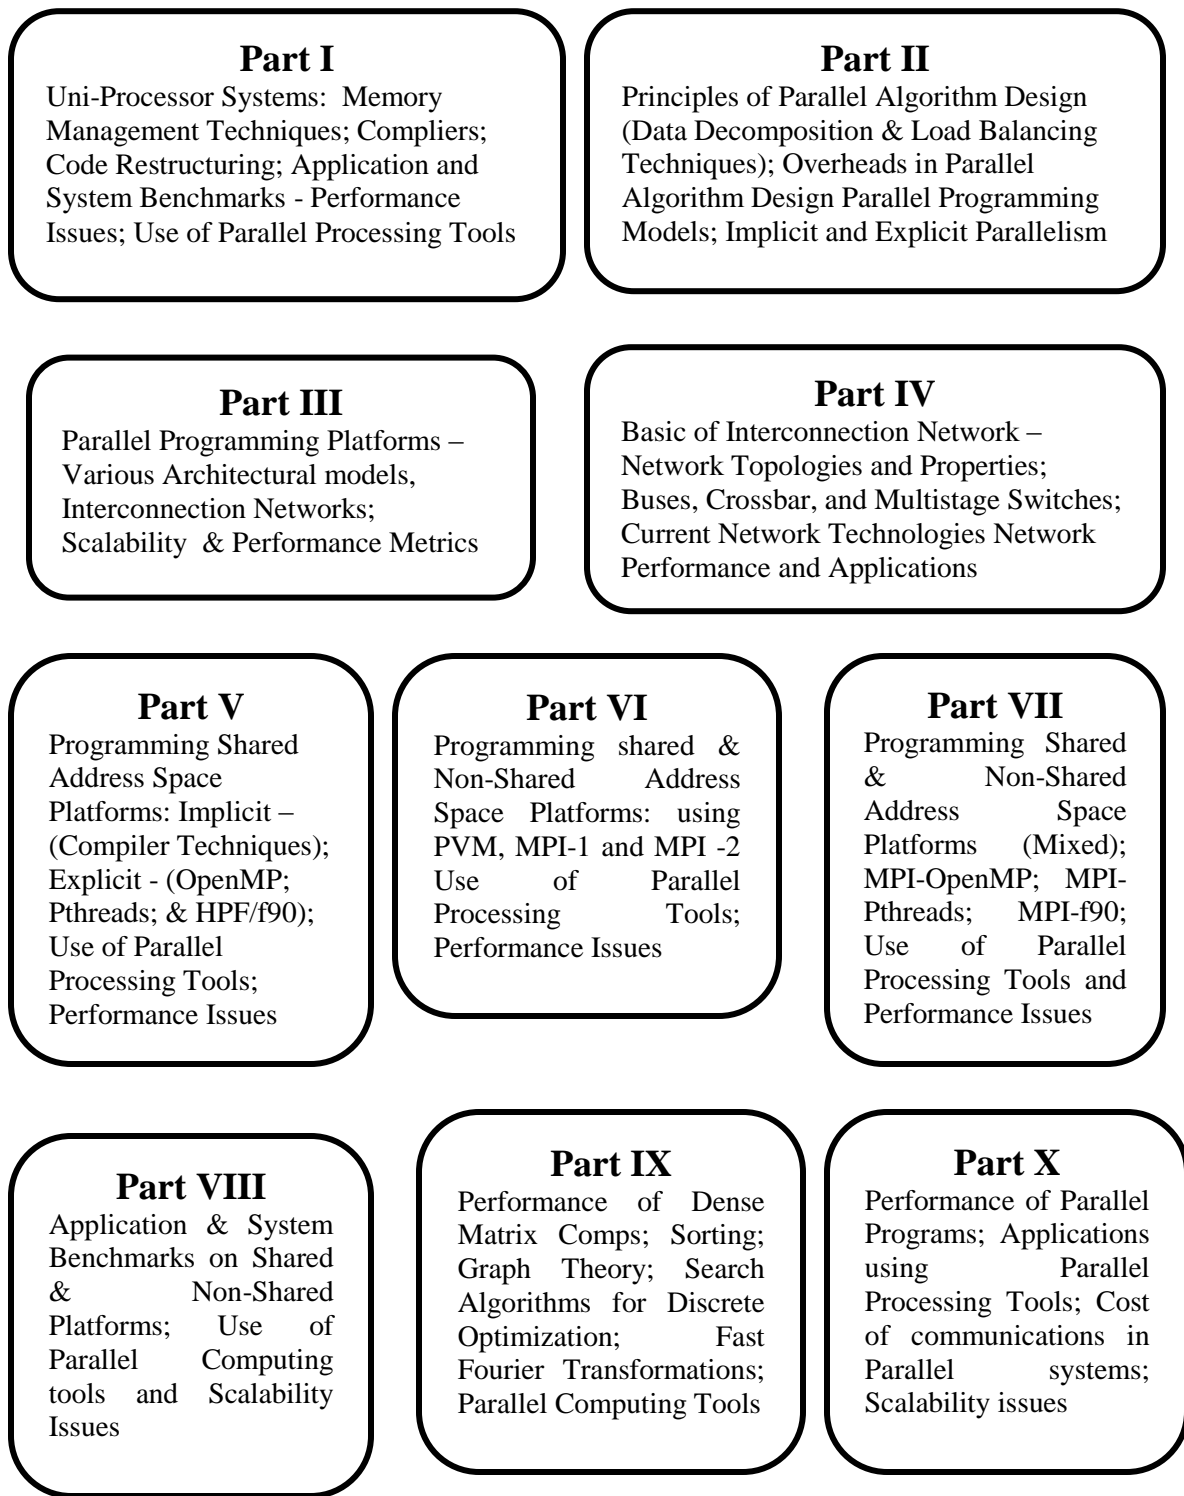 Part I
Uni-Processor Systems: Memory
Management Techniques; Compliers;
Code Restructuring; Application and
System Benchmarks - Performance
Issues; Use of Parallel Processing Tools
Part II
Principles of Parallel Algorithm Design
(Data Decomposition & Load Balancing
Techniques); Overheads in Parallel
Algorithm Design Parallel Programming
Models; Implicit and Explicit Parallelism
Part III
Parallel Programming Platforms –
Various Architectural models,
Interconnection Networks;
Scalability & Performance Metrics
Part IV
Basic of Interconnection Network –
Network Topologies and Properties;
Buses, Crossbar, and Multistage Switches;
Current Network Technologies Network
Performance and Applications
Part V
Programming Shared
Address Space
Platforms: Implicit –
(Compiler Techniques);
Explicit - (OpenMP;
Pthreads; & HPF/f90);
Use of Parallel
Processing Tools;
Performance Issues
Part VI
Programming shared &
Non-Shared Address
Space Platforms: using
PVM, MPI-1 and MPI -2
Use of Parallel
Processing Tools;
Performance Issues
Part VII
Programming Shared
& Non-Shared
Address Space
Platforms (Mixed);
MPI-OpenMP; MPI-
Pthreads; MPI-f90;
Use of Parallel
Processing Tools and
Performance Issues
Part VIII
Application & System
Benchmarks on Shared
& Non-Shared
Platforms; Use of
Parallel Computing
tools and Scalability
Issues
Part IX
Performance of Dense
Matrix Comps; Sorting;
Graph Theory; Search
Algorithms for Discrete
Optimization; Fast
Fourier Transformations;
Parallel Computing Tools
Part X
Performance of Parallel
Programs; Applications
using Parallel
Processing Tools; Cost
of communications in
Parallel systems;
Scalability issues